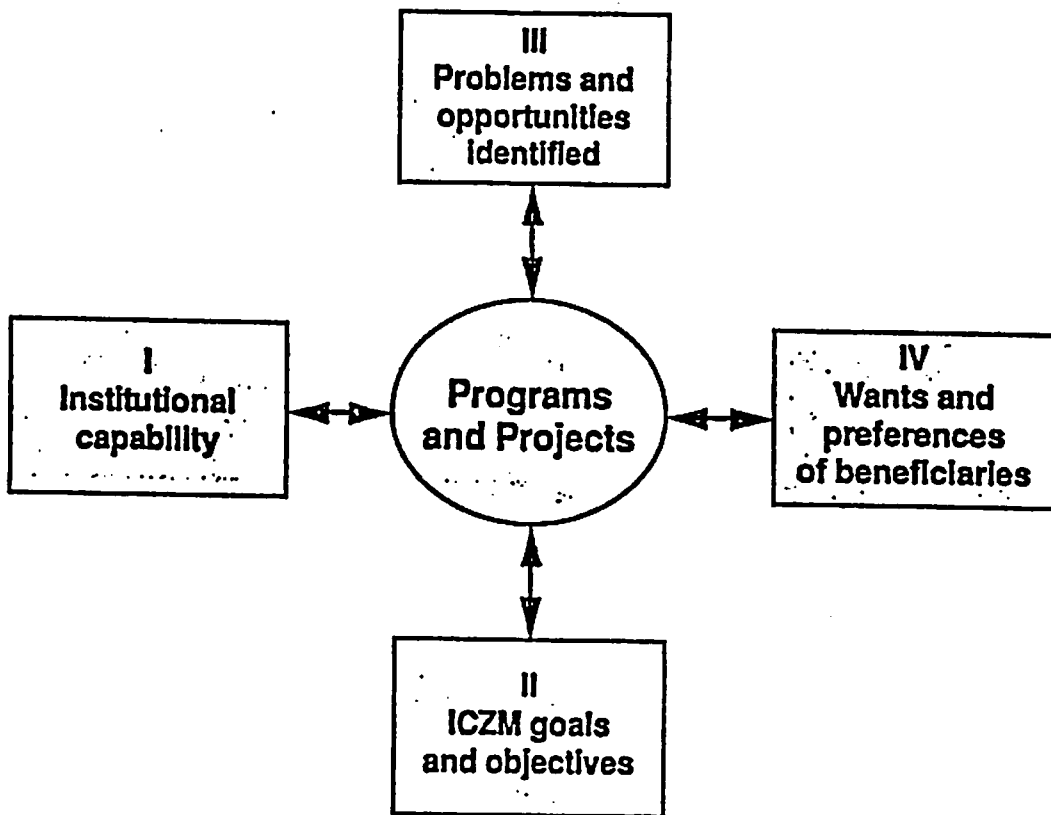 III
Problems and
opportunities
identified
I
Institutional
capability
Programs
and Projects
IV
Wants and
preferences
of beneficiaries
II
ICZM goals
and objectives